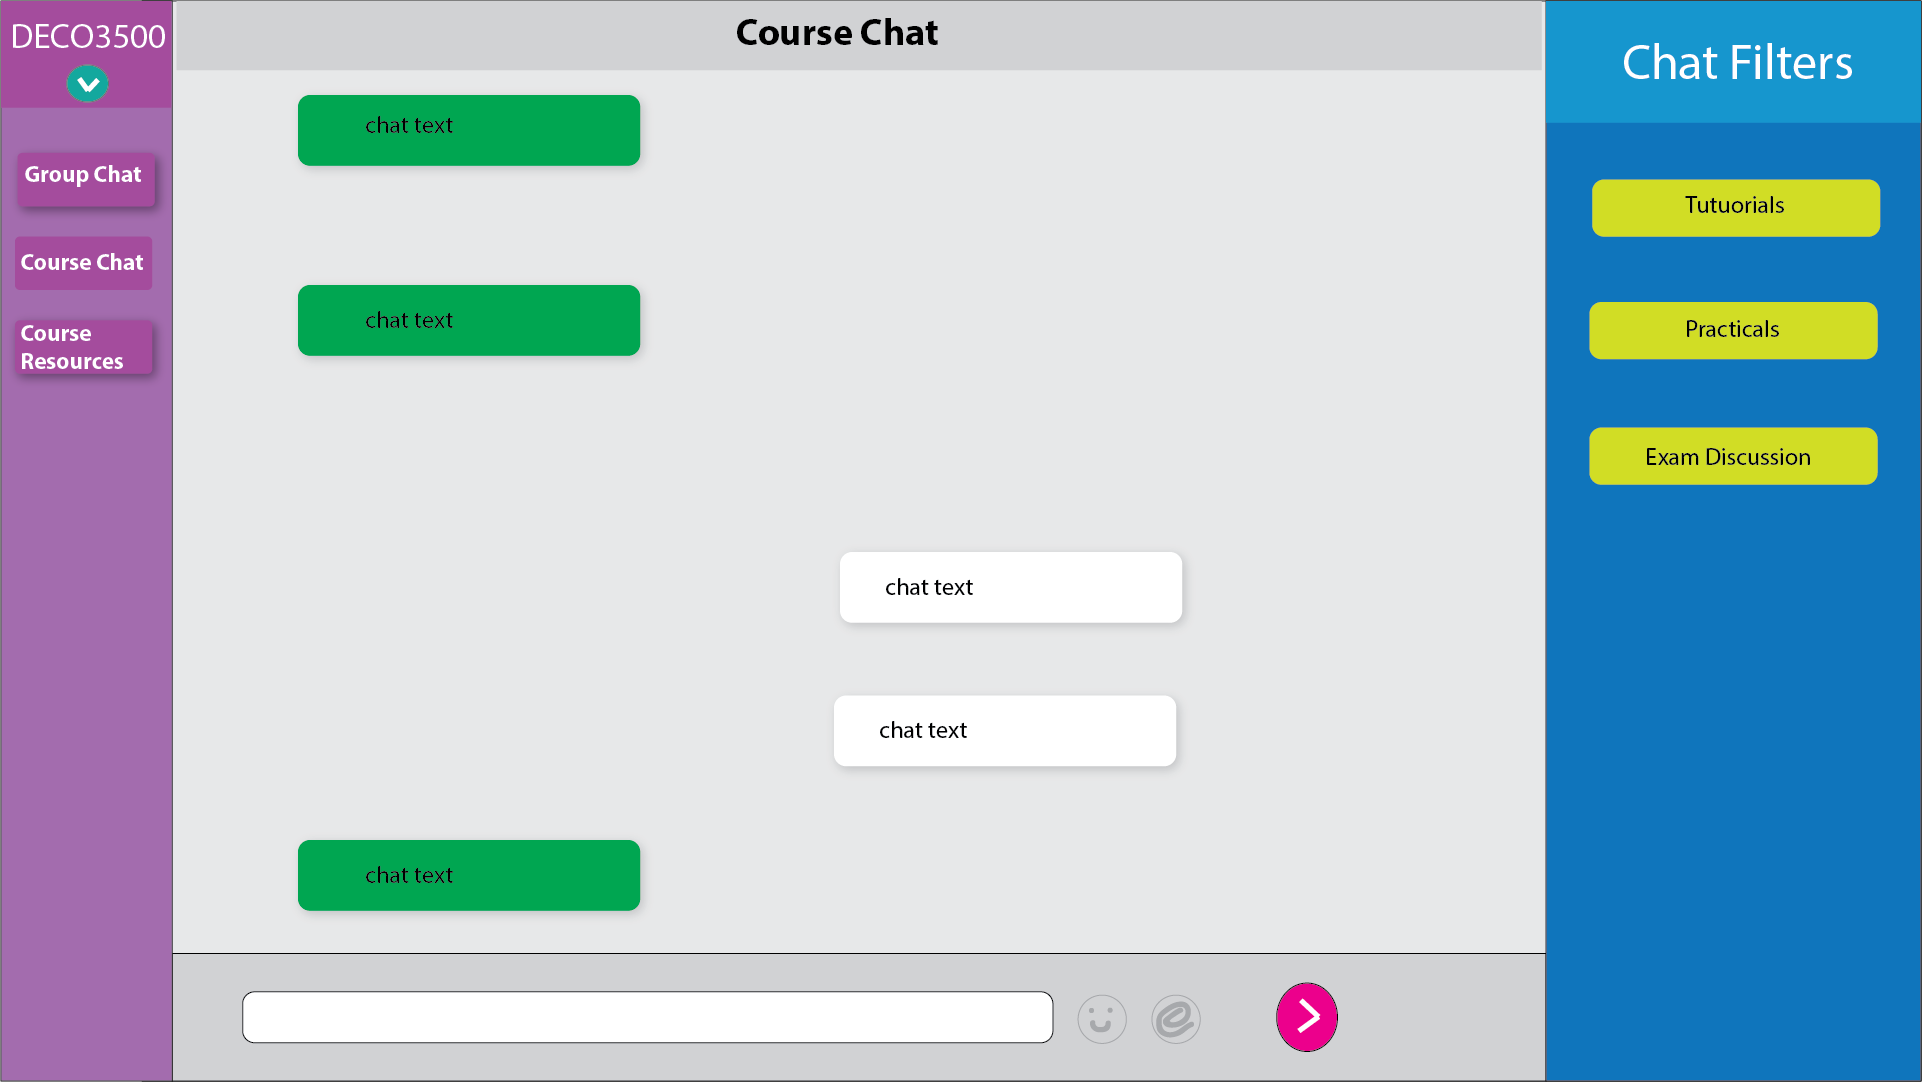 DECO3500
Group Chat
Course Chat
Course
Resources
Course Chat
chat text
chat text
chat text
chat text
chat text
Chat Filters
Tutuorials
Practicals
Exam Discussion